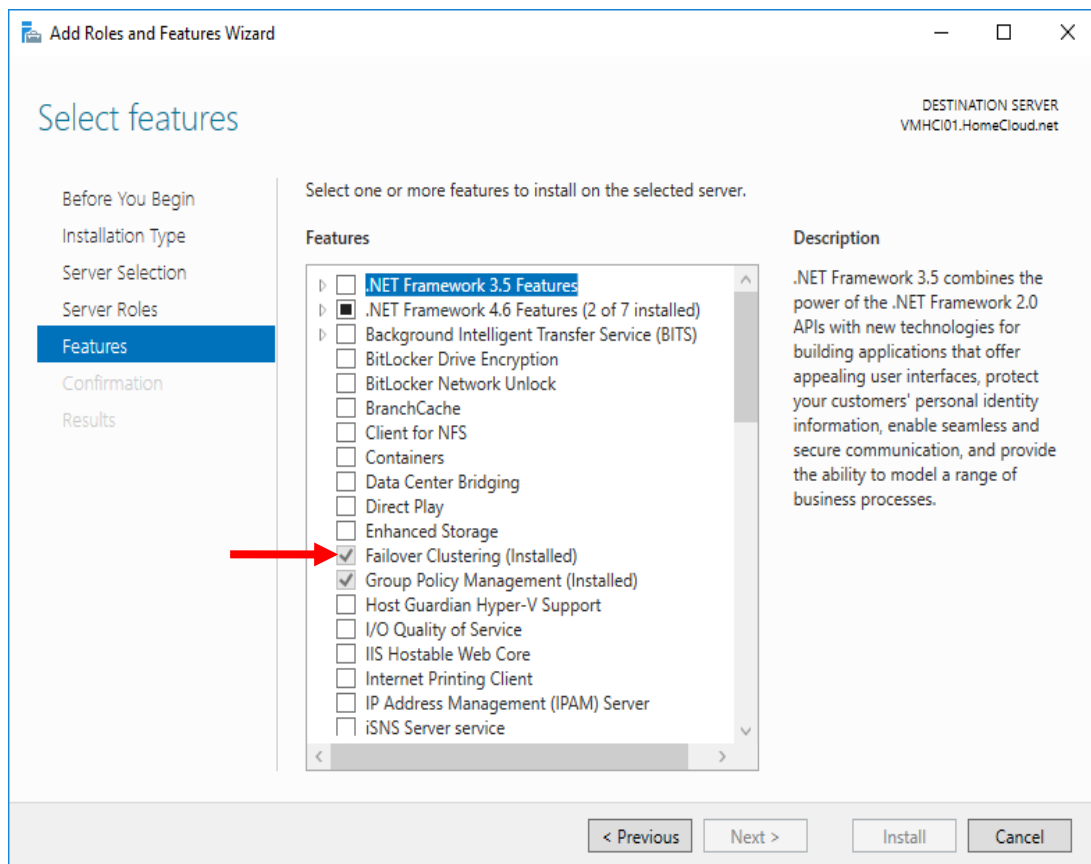 Add Roles and Features Wizard
Select features
DESTINATION SERVER
VMHCI01.HomeCloud.net
Before You Begin
Installation Type
Server Selection
Server Roles
Features
Confirmation
Results
Select one or more features to install on the selected server.
Features
.NET Framework 3.5 Features
.NET Framework 4.6 Features (2 of 7 installed)
Background Intelligent Transfer Service (BITS)
BitLocker Drive Encryption
BitLocker Network Unlock
BranchCache
Client for NFS
Containers
Data Center Bridging
Direct Play
Enhanced Storage
Failover Clustering (Installed)
Group Policy Management (Installed)
Host Guardian Hyper-V Support
I/O Quality of Service
IIS Hostable Web Core
Internet Printing Client
IP Address Management (IPAM) Server
iSNS Server service
Description
.NET Framework 3.5 combines the
power of the .NET Framework 2.0
APIs with new technologies for
building applications that offer
appealing user interfaces, protect
your customers' personal identity
information, enable seamless and
secure communication, and provide
the ability to model a range of
business processes.
< Previous
Next >
Install
Cancel